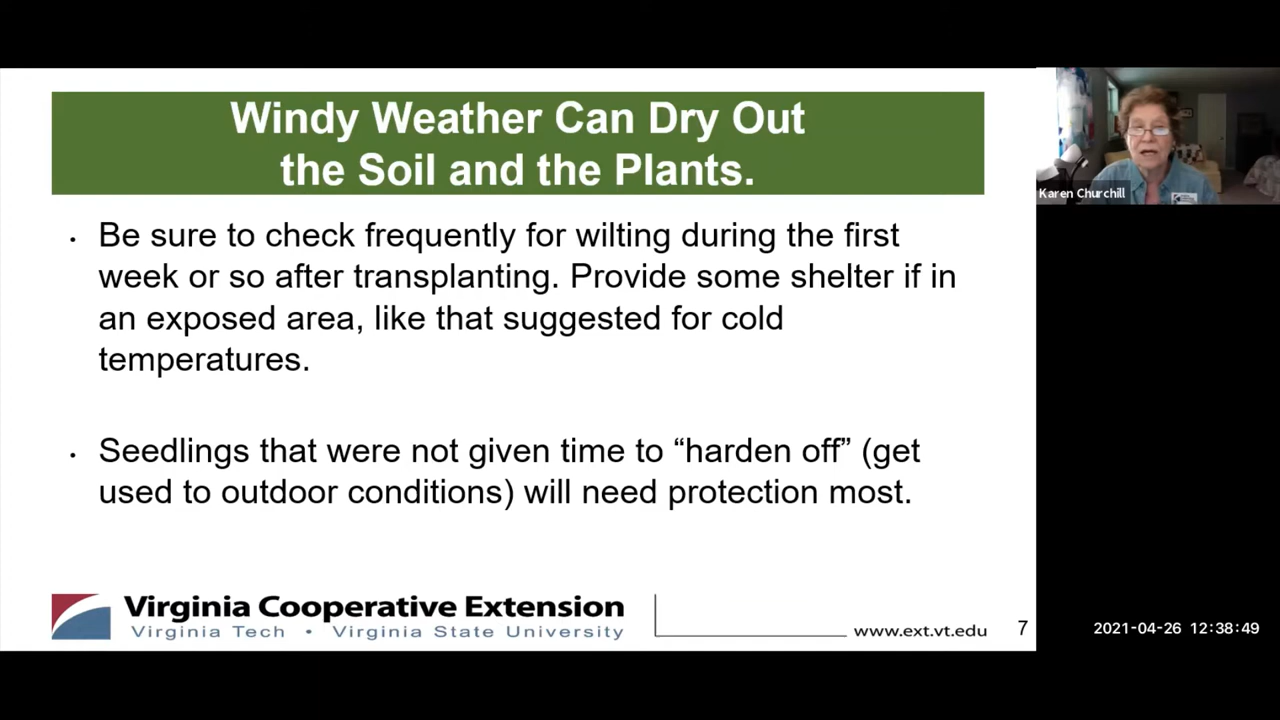 Windy Weather Can Dry Out
the Soil and the Plants.
• Be sure to check frequently for wilting during the first
week or so after transplanting. Provide some shelter if in
an exposed area, like that suggested for cold
temperatures.
• Seedlings that were not given time to “harden off” (get
used to outdoor conditions) will need protection most.
Virginia Cooperative Extension
Virginia Tech • Virginia State University
www.ext.vt.edu 7
Karen Churchill
2021-04-26 12:38:49